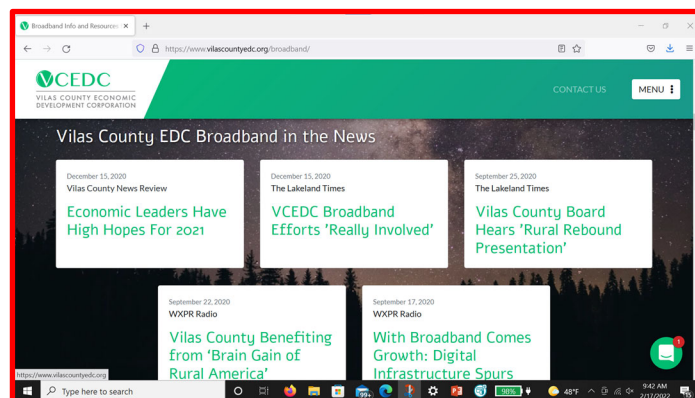 Broadband Info and Resources
https://www.vilascountyedc.org/broadband/
VCEDC
VILAS COUNTY ECONOMIC
DEVELOPMENT CORPORATION
CONTACT US
MENU
Vilas County EDC Broadband in the News
December 15, 2020
Vilas County News Review
Economic Leaders Have
High Hopes For 2021
December 15, 2020
The Lakeland Times
VCEDC Broadband
Efforts 'Really Involved'
September 25, 2020
The Lakeland Times
Vilas County Board
Hears 'Rural Rebound
Presentation'
September 22, 2020
WXPR Radio
Vilas County Benefiting
from 'Brain Gain of
Rural America'
September 17, 2020
WXPR Radio
With Broadband Comes
Growth: Digital
Infrastructure Spurs
1
https://www.vilascountyedc.org
Type here to search
99+
98%
48°F
9:42 AM
2/17/2022